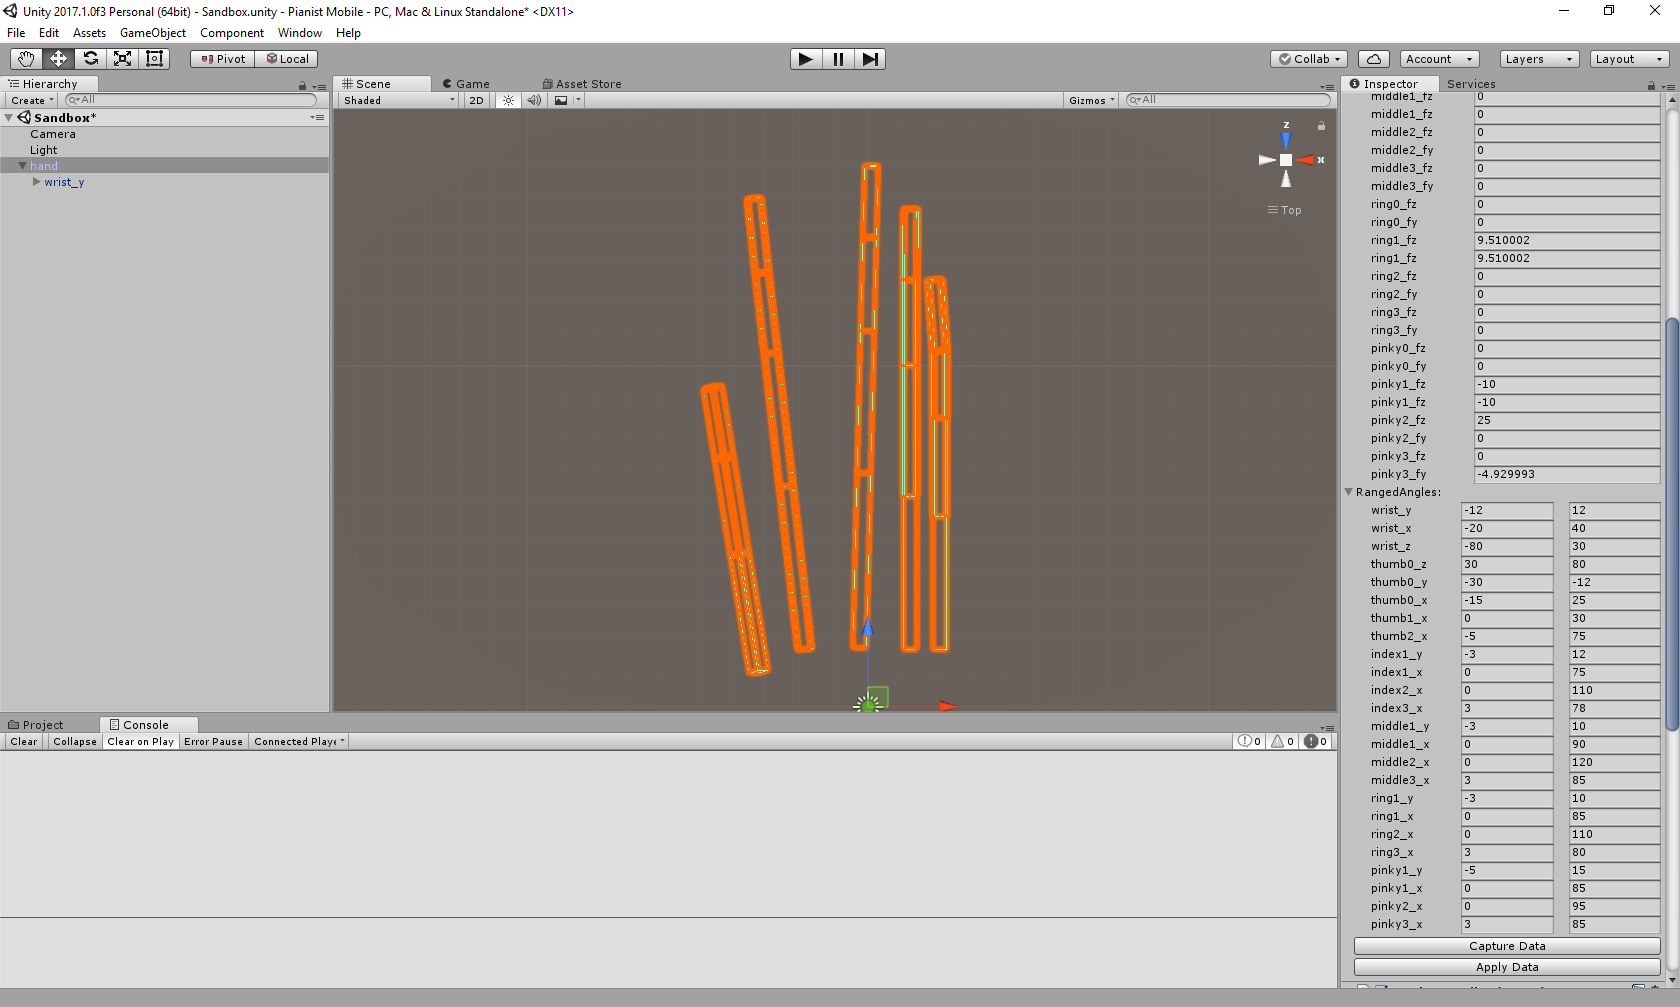 Unity 2017.1.0f3 Personal (64bit) - Sandbox.unity - Pianist Mobile - PC, Mac & Linux Standalone* <DX11>
File Edit Assets GameObject Component Window Help
Pivot Local Collab Account Layers Layout
Hierarchy
Create All
Sandbox*
Camera
Light
hand
wrist_y
Scene Game Asset Store
Shaded 2D Gizmos All
z
x
Top
Project Console
Clear Collapse Clear on Play Error Pause Connected Playe 0 0 0
Inspector Services
middle1_fz 0
middle1_fz 0
middle2_fz 0
middle2_fy 0
middle3_fz 0
middle3_fy 0
ring0_fz 0
ring0_fy 0
ring1_fz 9.510002
ring1_fz 9.510002
ring2_fz 0
ring2_fy 0
ring3_fz 0
ring3_fy 0
pinky0_fz 0
pinky0_fy 0
pinky1_fz -10
pinky1_fz -10
pinky2_fz 25
pinky2_fy 0
pinky3_fz 0
pinky3_fy -4.929993
RangedAngles:
wrist_y -12 12
wrist_x -20 40
wrist_z -80 30
thumb0_z 30 80
thumb0_y -30 -12
thumb0_x -15 25
thumb1_x 0 30
thumb2_x -5 75
index1_y -3 12
index1_x 0 75
index2_x 0 110
index3_x 3 78
middle1_y -3 10
middle1_x 0 90
middle2_x 0 120
middle3_x 3 85
ring1_y -3 10
ring1_x 0 85
ring2_x 0 110
ring3_x 3 80
pinky1_y -5 15
pinky1_x 0 85
pinky2_x 0 95
pinky3_x 3 85
Capture Data
Apply Data